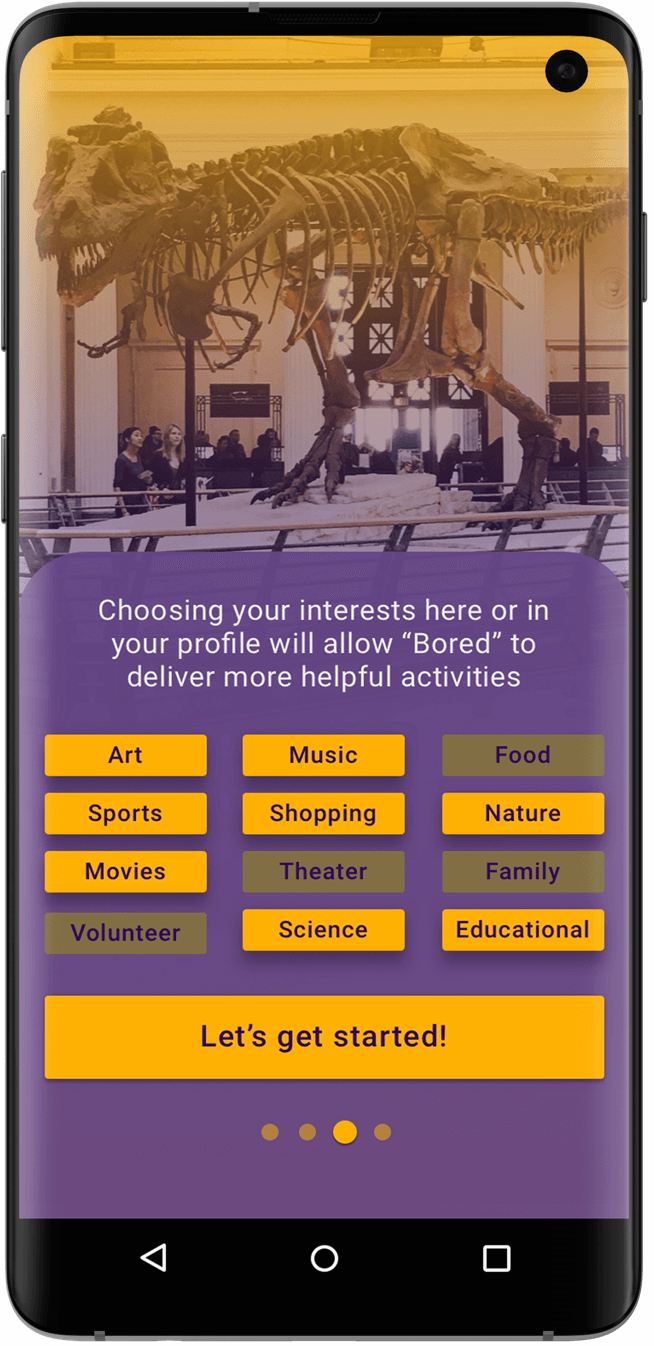 Choosing your interests here or in
your profile will allow “Bored” to
deliver more helpful activities
Art
Music
Food
Sports
Shopping
Nature
Movies
Theater
Family
Volunteer
Science
Educational
Let’s get started!